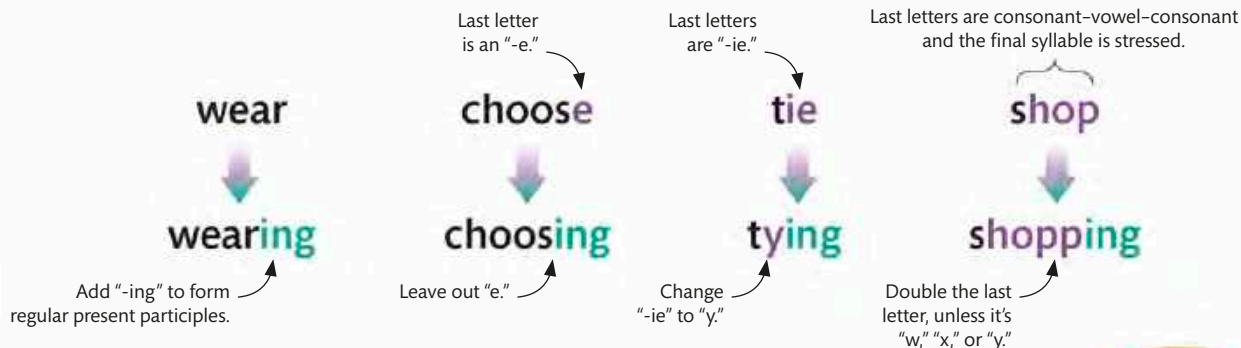 Last letter
is an “-e.”
Last letters
are “-ie.”
Last letters are consonant–vowel–consonant
and the final syllable is stressed.
wear
choose
tie
shop
wearing
choosing
tying
shopping
Add “-ing” to form
regular present participles.
Leave out “e.”
Change
“-ie” to “y.”
Double the last
letter, unless it’s
“w,” “x,” or “y.”